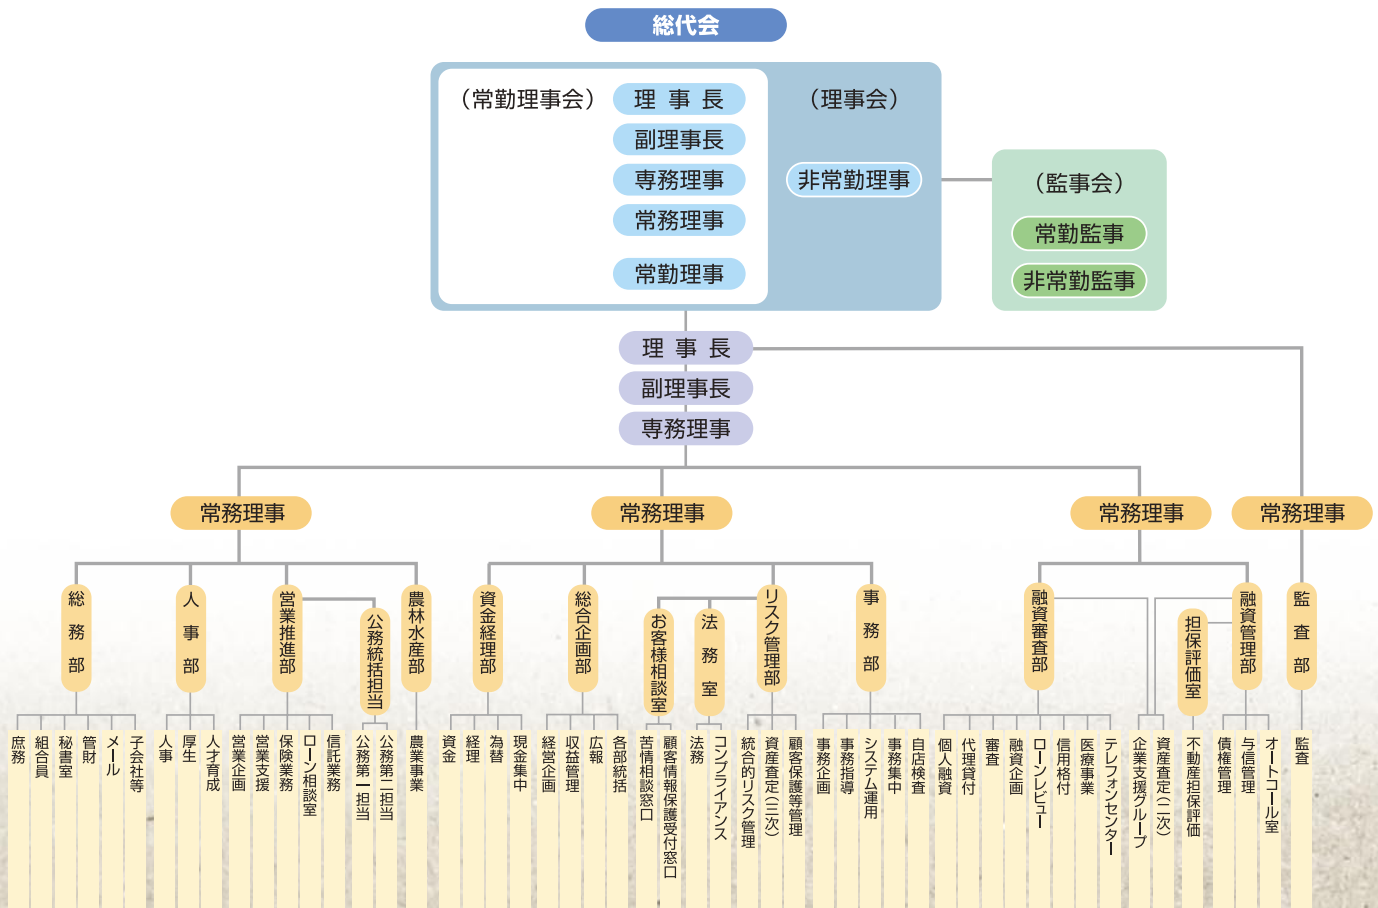 総代会
（常勤理事会）
理事長
副理事長
専務理事
常務理事
常勤理事
（理事会）
非常勤理事
（監事会）
常勤監事
非常勤監事
理事長
副理事長
専務理事
常務理事
常務理事
常務理事
常務理事
総務部
人事部
営業推進部
公務統括担当
農林水産部
資金経理部
総合企画部
お客様相談室
法務室
リスク管理部
事務部
融資審査部
担保評価室
融資管理部
監査部
庶務
組合員
秘書室
管財
メール
子会社等
人事
厚生
人才育成
営業企画
営業支援
保険業務
ローン相談室
信託業務
公務第一担当
公務第二担当
農業事業
資金
経理
為替
現金集中
経営企画
収益管理
広報
各部統括
苦情相談窓口
顧客情報保護受付窓口
法務
コンプライアンス
統合的リスク管理
資産査定（三次）
顧客保護等管理
事務企画
事務指導
システム運用
事務集中
自店検査
個人融資
代理貸付
審査
融資企画
ローンレビュー
信用格付
医療事業
テレフォンセンター
企業支援グループ
資産査定（二次）
不動産担保評価
債権管理
与信管理
オートコール室
監査